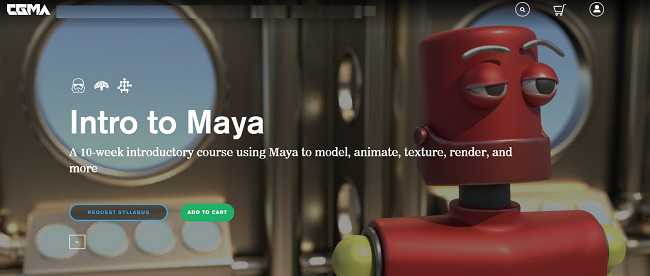 CGMA
Intro to Maya
A 10-week introductory course using Maya to model, animate, texture, render, and
more
REQUEST SYLLABUS
ADD TO CART